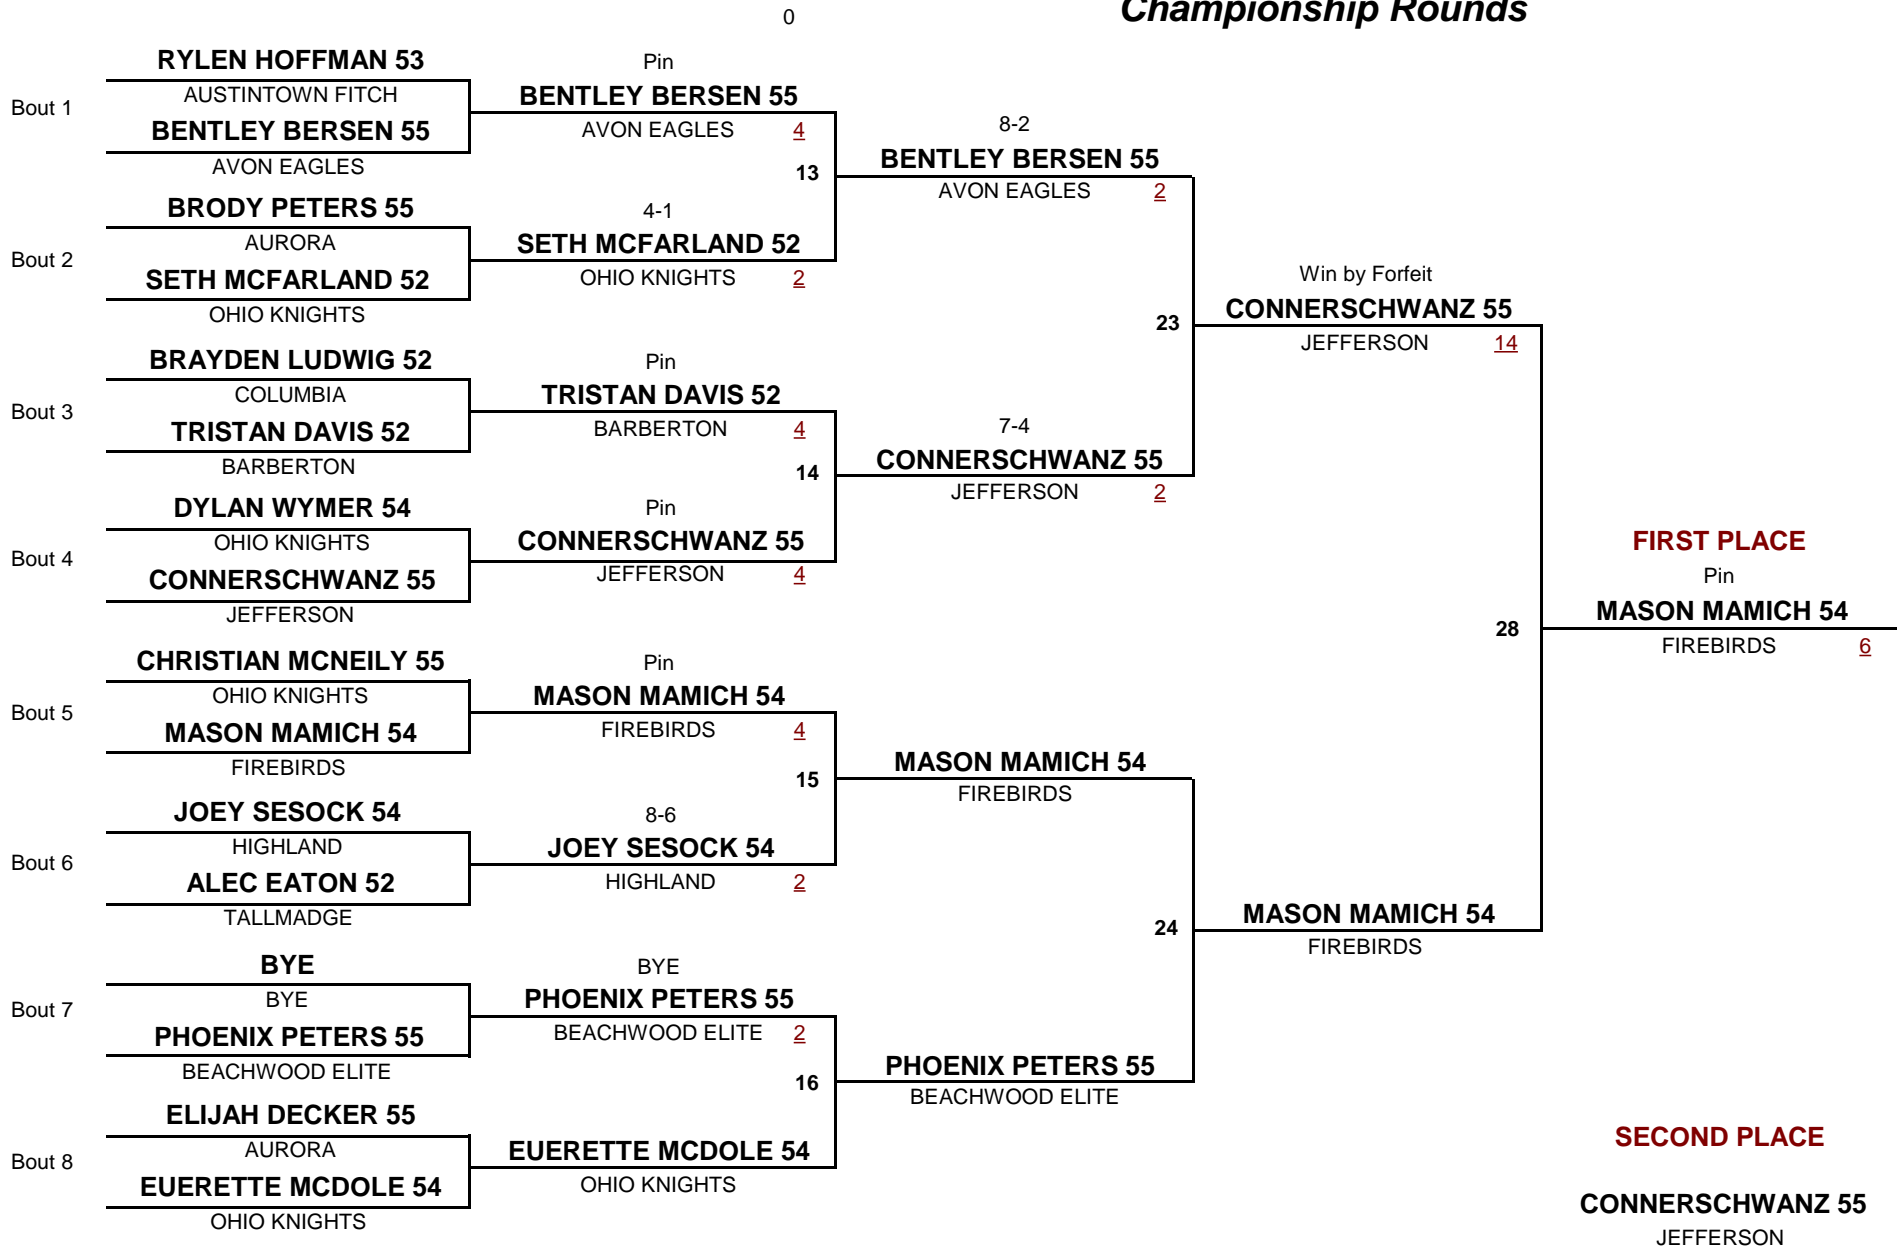 Championship Rounds
0
RYLEN HOFFMAN 53
AUSTINTOWN FITCH
Bout 1
BENTLEY BERSEN 55
AVON EAGLES
BRODY PETERS 55
AURORA
Bout 2
SETH MCFARLAND 52
OHIO KNIGHTS
BRAYDEN LUDWIG 52
COLUMBIA
Bout 3
TRISTAN DAVIS 52
BARBERTON
DYLAN WYMER 54
OHIO KNIGHTS
Bout 4
CONNERSCHWANZ 55
JEFFERSON
CHRISTIAN MCNEILY 55
OHIO KNIGHTS
Bout 5
MASON MAMICH 54
FIREBIRDS
JOEY SESOCK 54
HIGHLAND
Bout 6
ALEC EATON 52
TALLMADGE
BYE
BYE
Bout 7
PHOENIX PETERS 55
BEACHWOOD ELITE
ELIJAH DECKER 55
AURORA
Bout 8
EUERETTE MCDOLE 54
OHIO KNIGHTS
Pin
BENTLEY BERSEN 55
AVON EAGLES 4
13
4-1
SETH MCFARLAND 52
OHIO KNIGHTS 2
Pin
TRISTAN DAVIS 52
BARBERTON 4
14
Pin
CONNERSCHWANZ 55
JEFFERSON 4
Pin
MASON MAMICH 54
FIREBIRDS 4
15
8-6
JOEY SESOCK 54
HIGHLAND 2
BYE
PHOENIX PETERS 55
BEACHWOOD ELITE 2
16
EUERETTE MCDOLE 54
OHIO KNIGHTS
8-2
BENTLEY BERSEN 55
AVON EAGLES 2
23
7-4
CONNERSCHWANZ 55
JEFFERSON 2
MASON MAMICH 54
FIREBIRDS
24
PHOENIX PETERS 55
BEACHWOOD ELITE
Win by Forfeit
CONNERSCHWANZ 55
JEFFERSON 14
28
MASON MAMICH 54
FIREBIRDS
FIRST PLACE
Pin
MASON MAMICH 54
FIREBIRDS 6
SECOND PLACE
CONNERSCHWANZ 55
JEFFERSON